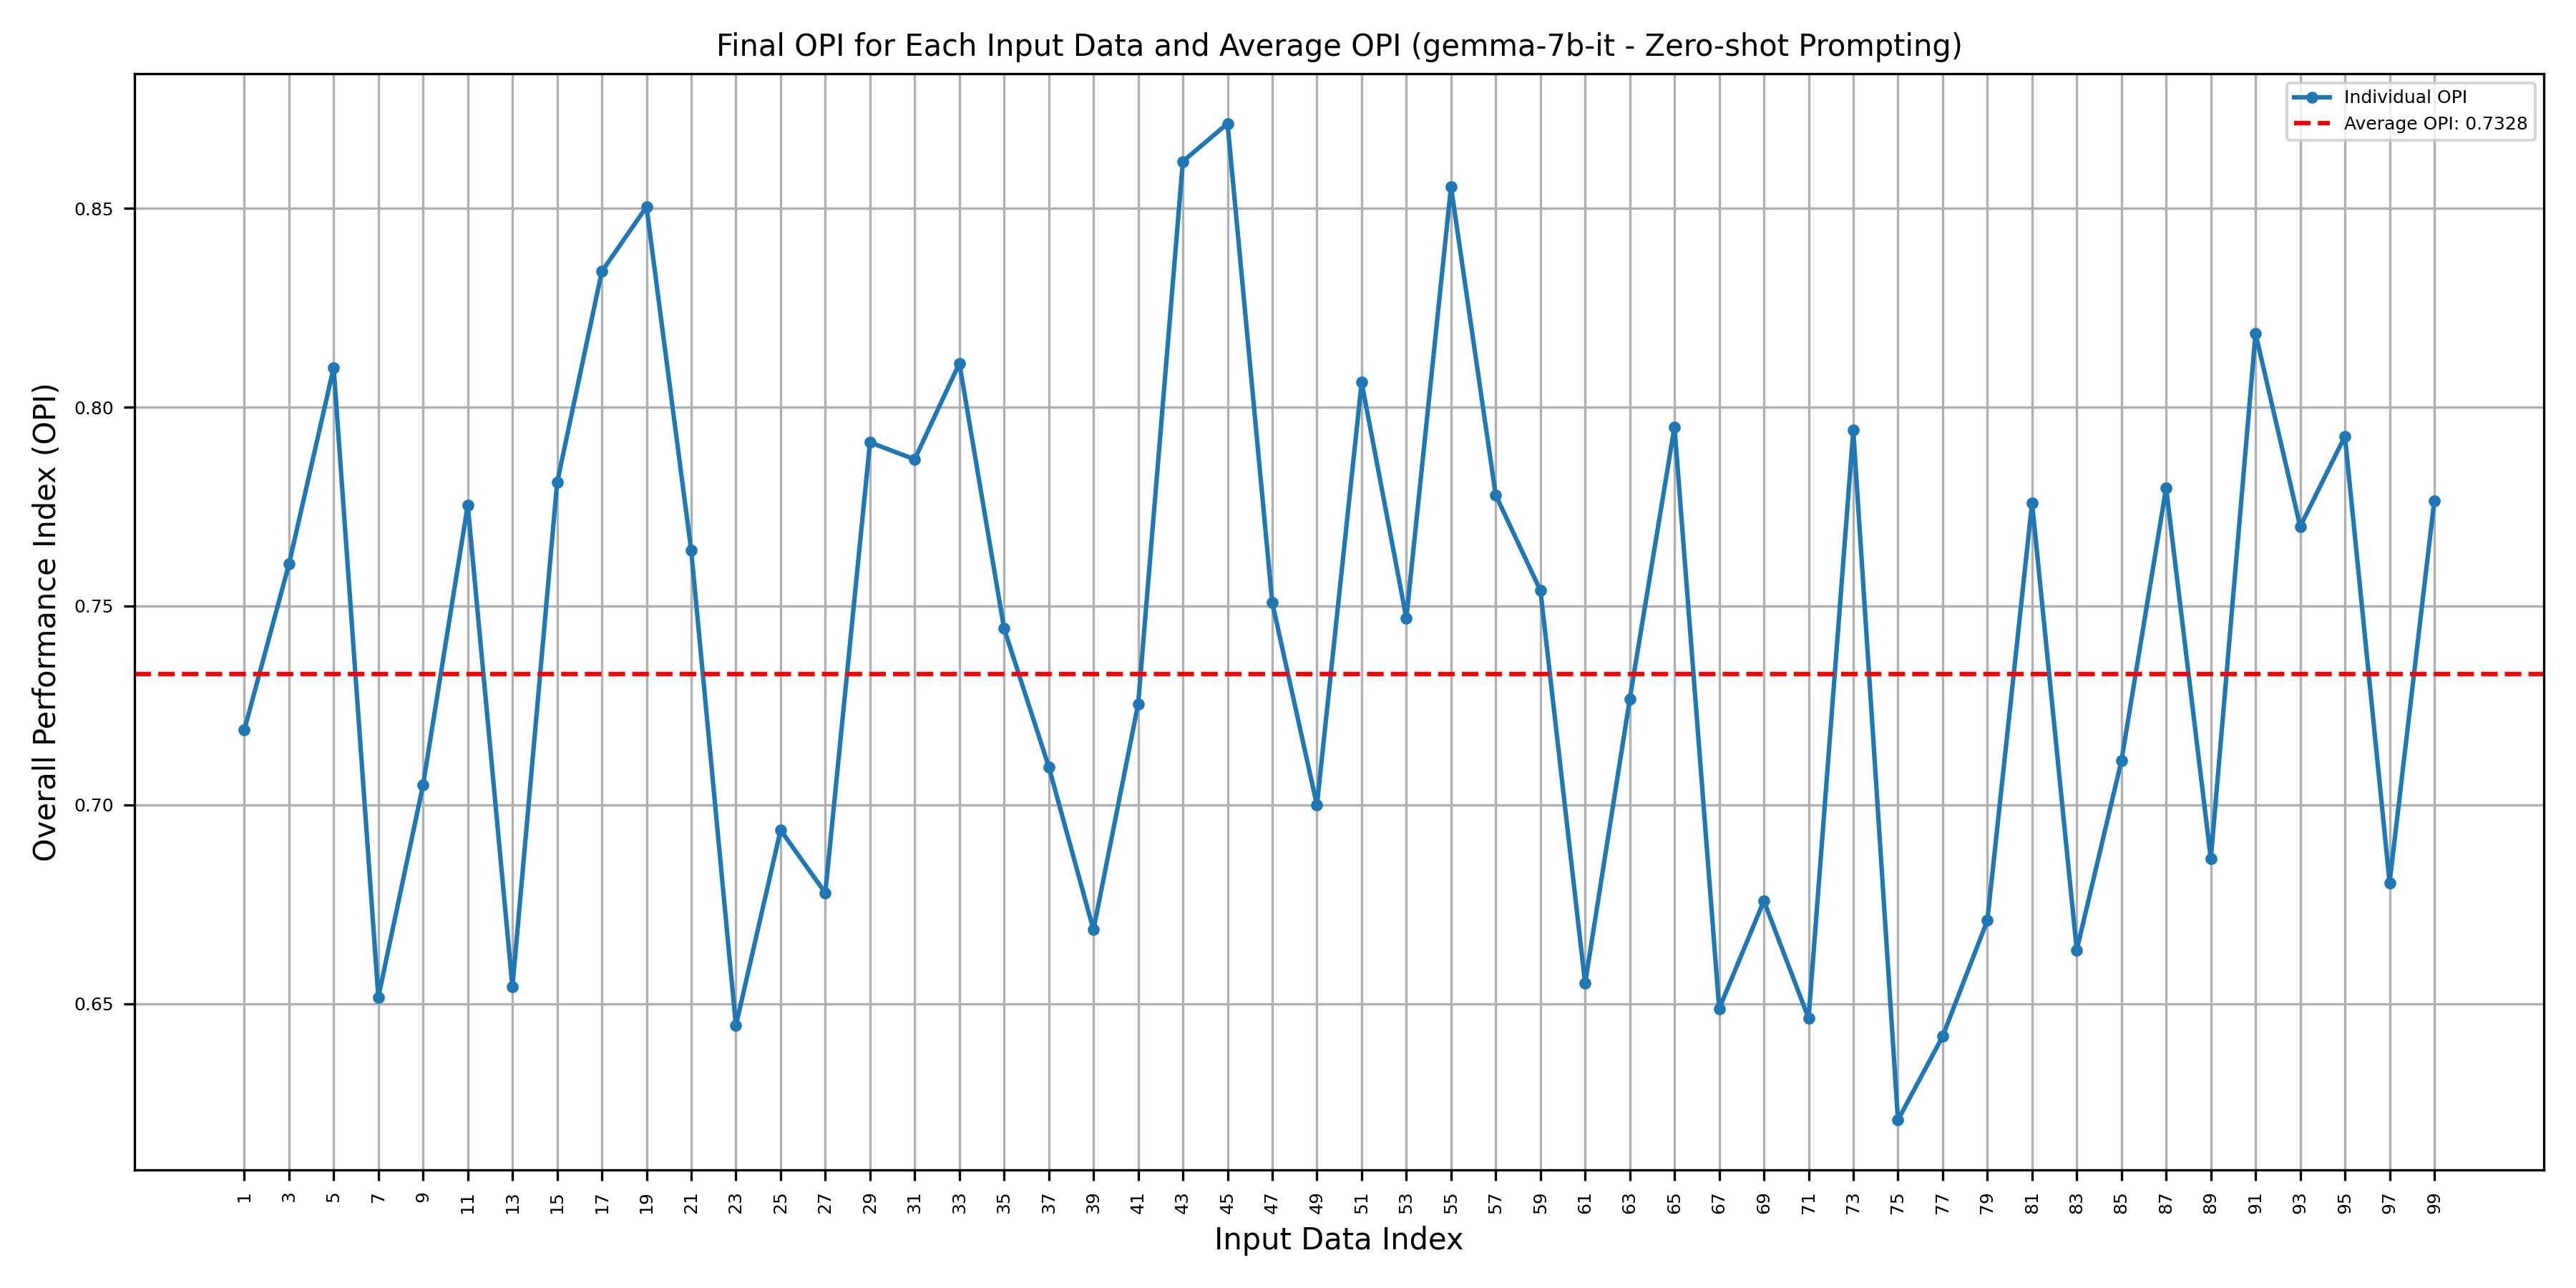 Final OPI for Each Input Data and Average OPI (gemma-7b-it - Zero-shot Prompting)
Individual OPI
Average OPI: 0.7328
Overall Performance Index (OPI)
0.85
0.80
0.75
0.70
0.65
1 3 5 7 9 11 13 15 17 19 21 23 25 27 29 31 33 35 37 39 41 43 45 47 49 51 53 55 57 59 61 63 65 67 69 71 73 75 77 79 81 83 85 87 89 91 93 95 97 99
Input Data Index